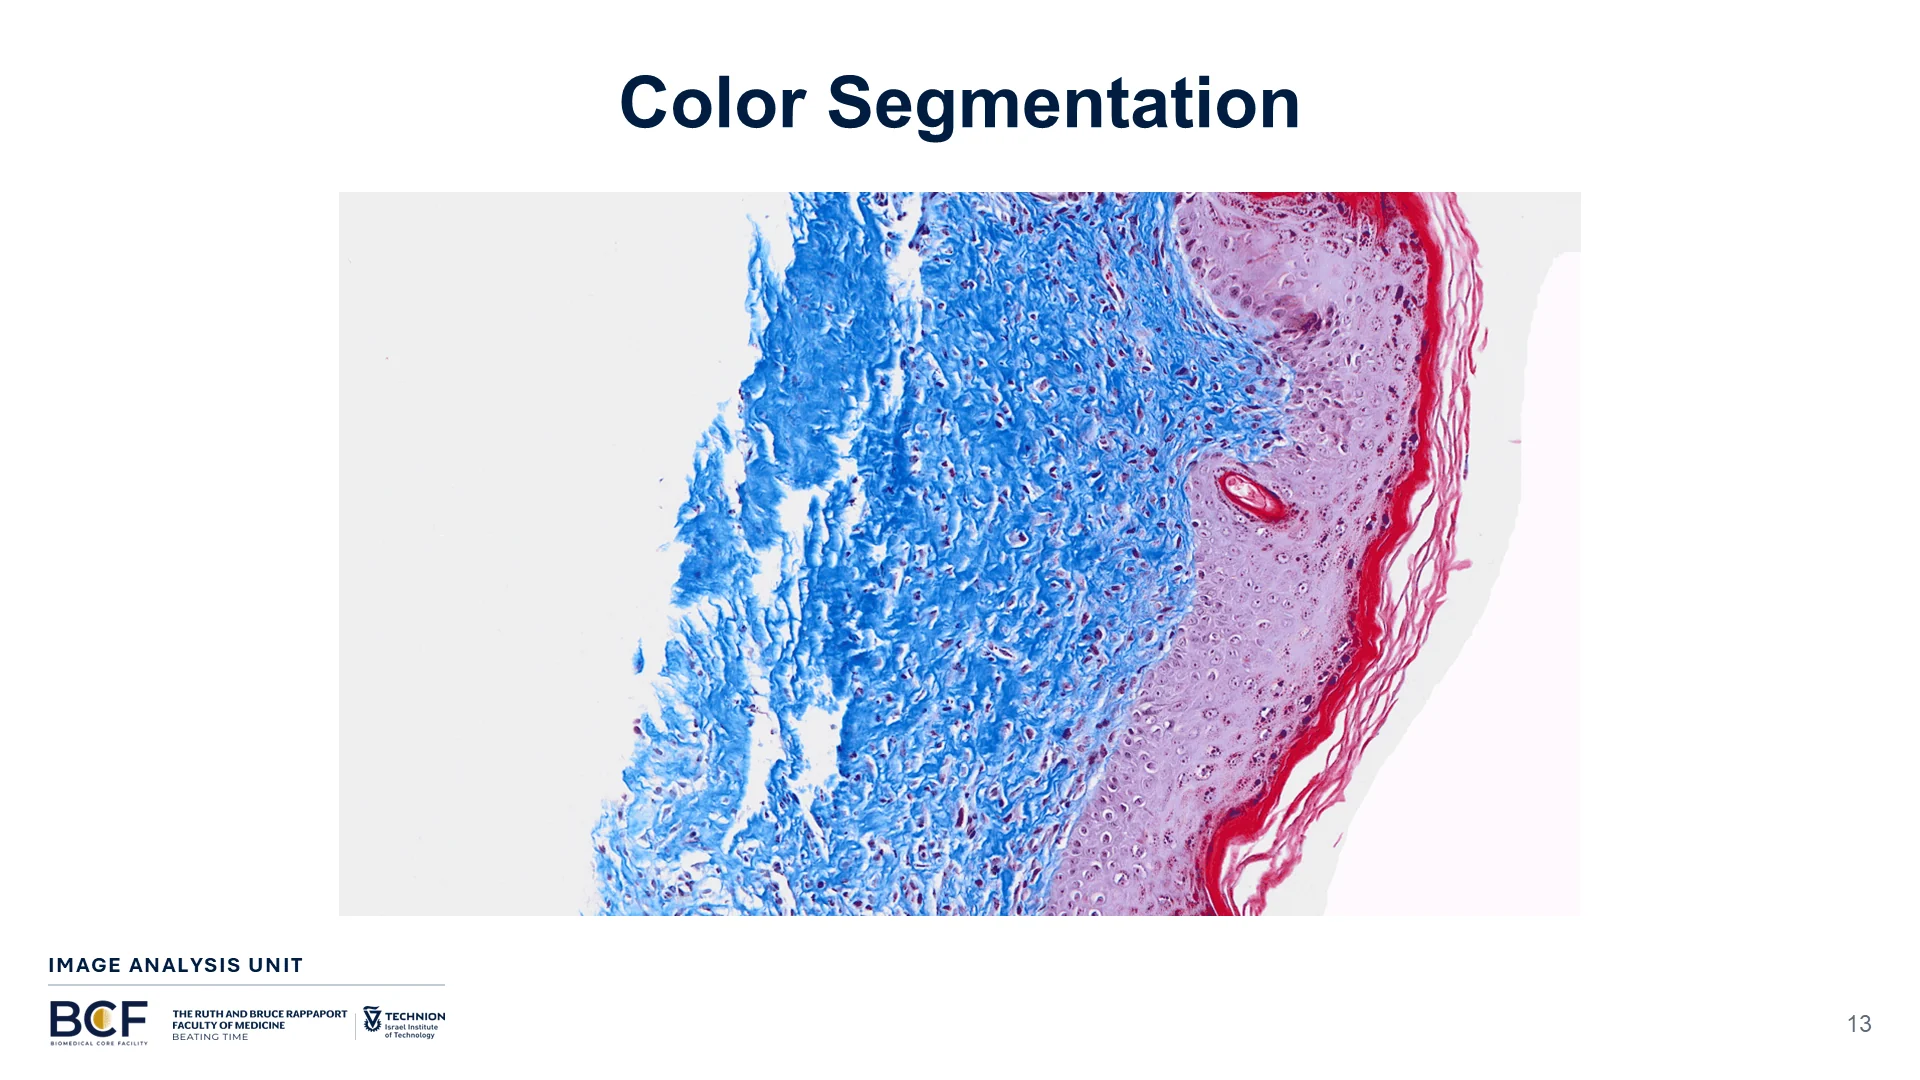 Color Segmentation
IMAGE ANALYSIS UNIT
BCF
BIOMEDICAL CORE FACILITY
THE RUTH AND BRUCE RAPPAPORT
FACULTY OF MEDICINE
BEATING TIME
TECHNION
Israel Institute
of Technology
13